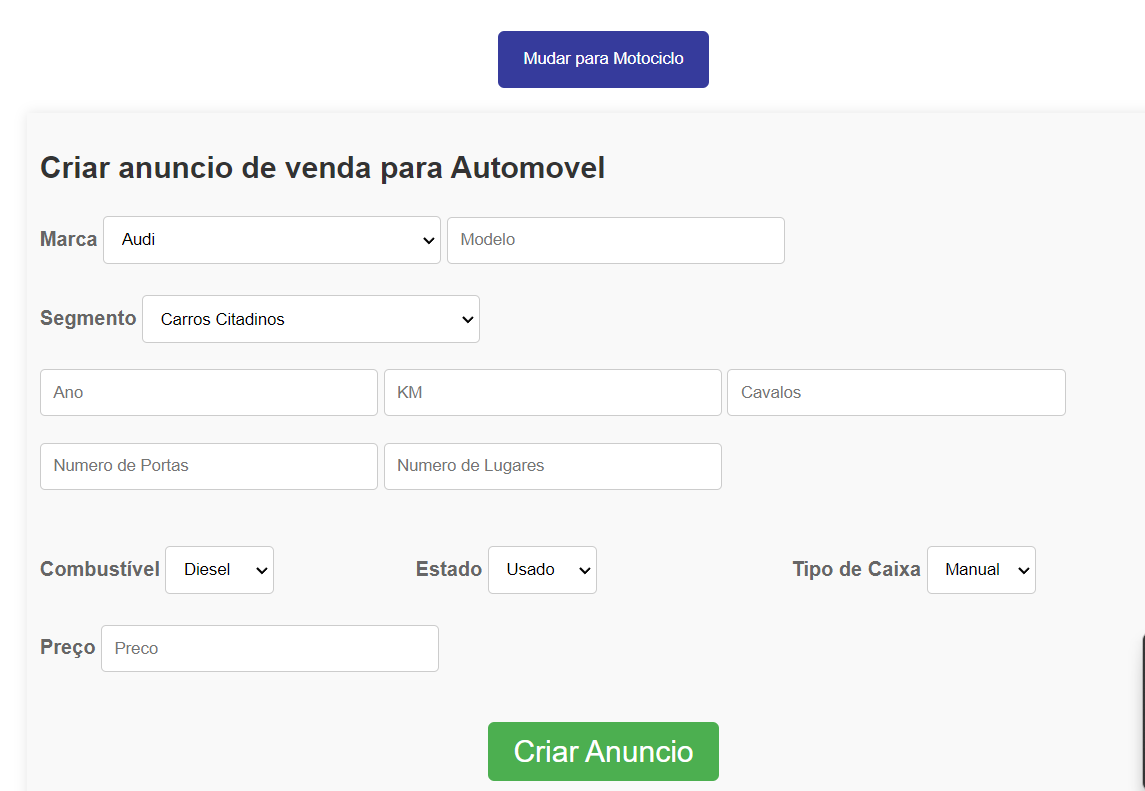 Mudar para Motociclo
Criar anuncio de venda para Automovel
Marca Audi Modelo
Segmento Carros Citadinos
Ano KM Cavalos
Numero de Portas Numero de Lugares
Combustível Diesel Estado Usado Tipo de Caixa Manual
Preço Preco
Criar Anuncio